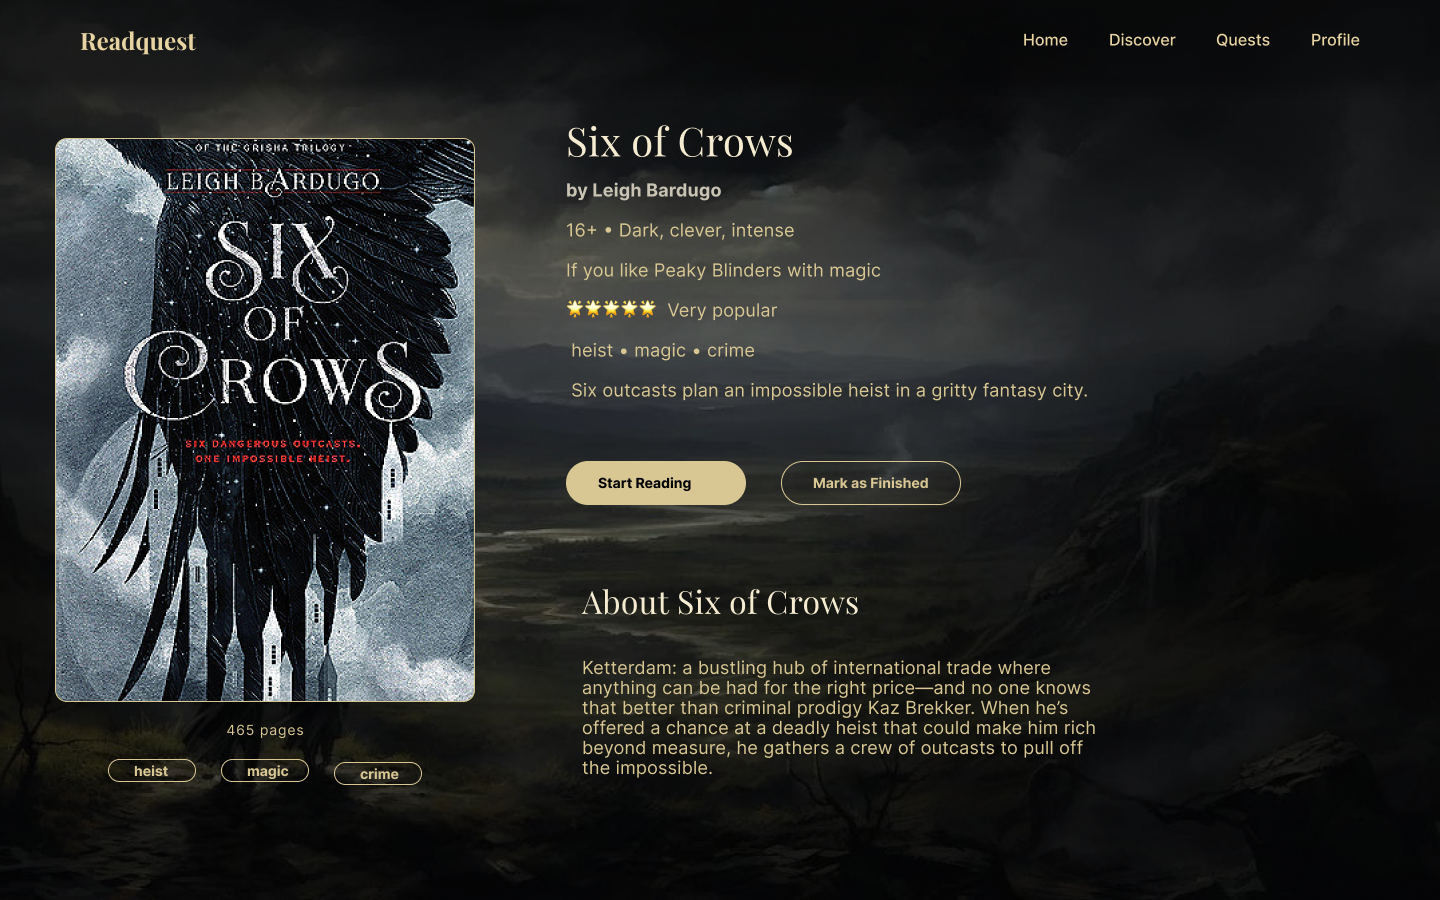 Readquest
Home
Discover
Quests
Profile
OF THE GRISHA TRILOGY
LEIGH BARDUGO
SIX
OF
CROWS
SIX DANGEROUS OUTCASTS.
ONE IMPOSSIBLE HEIST.
465 pages
heist
magic
crime
Six of Crows
by Leigh Bardugo
16+ • Dark, clever, intense
If you like Peaky Blinders with magic
🌟🌟🌟🌟🌟 Very popular
heist • magic • crime
Six outcasts plan an impossible heist in a gritty fantasy city.
Start Reading
Mark as Finished
About Six of Crows
Ketterdam: a bustling hub of international trade where
anything can be had for the right price—and no one knows
that better than criminal prodigy Kaz Brekker. When he’s
offered a chance at a deadly heist that could make him rich
beyond measure, he gathers a crew of outcasts to pull off
the impossible.